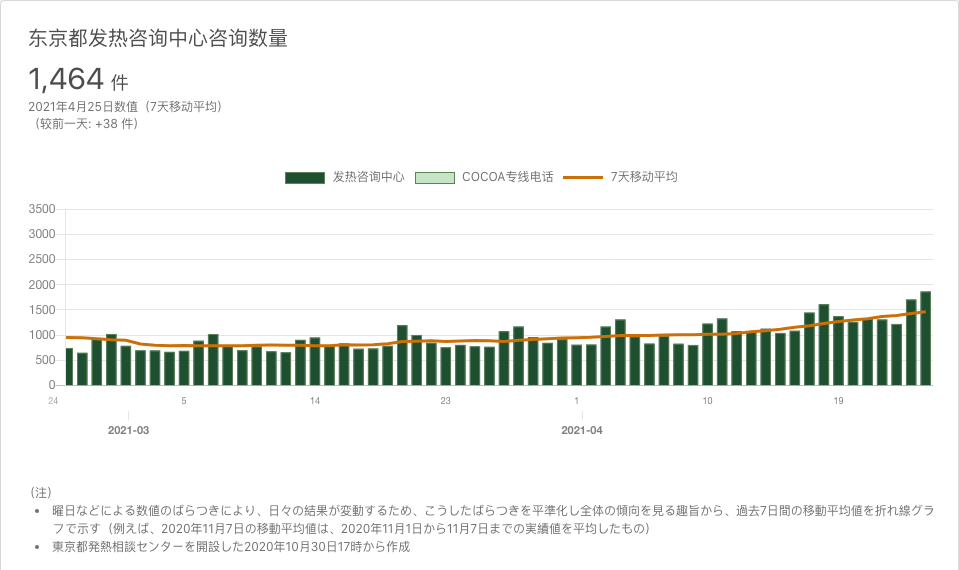 东京都发热咨询中心咨询数量
1,464 件
2021年4月25日数值（7天移动平均）
（较前一天: +38 件）
发热咨询中心 COCOA专线电话 7天移动平均
3500
3000
2500
2000
1500
1000
500
0
24 5 14 23 1 10 19
2021-03 2021-04
（注）
• 曜日などによる数値のばらつきにより、日々の結果が変動するため、こうしたばらつきを平準化し全体の傾向を見る趣旨から、過去7日間の移動平均値を折れ線グラ
フで示す（例えば、2020年11月7日の移動平均値は、2020年11月1日から11月7日までの実績値を平均したもの）
• 東京都発熱相談センターを開設した2020年10月30日17時から作成